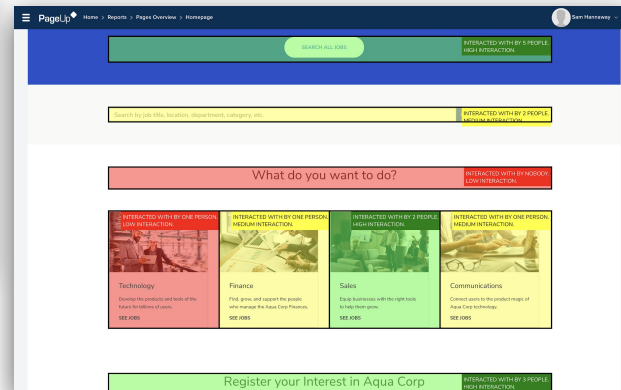 PageUp Home > Reports > Pages Overview > Homepage Sam Hannaway
SEARCH ALL JOBS
INTERACTED WITH BY 5 PEOPLE.
HIGH INTERACTION.
Search by job title, location, department, category, etc.
INTERACTED WITH BY 2 PEOPLE.
MEDIUM INTERACTION.
What do you want to do?
INTERACTED WITH BY NOBODY.
LOW INTERACTION.
INTERACTED WITH BY ONE PERSON.
LOW INTERACTION.
Technology
Develop the products and tools of the
future for billions of users.
SEE JOBS
INTERACTED WITH BY ONE PERSON.
MEDIUM INTERACTION.
Finance
Find, grow, and support the people
who manage the Aqua Corp Finances.
SEE JOBS
INTERACTED WITH BY 2 PEOPLE.
HIGH INTERACTION.
Sales
Equip businesses with the right tools
to help them grow.
SEE JOBS
INTERACTED WITH BY ONE PERSON.
MEDIUM INTERACTION.
Communications
Connect users to the product magic of
Aqua Corp technology.
SEE JOBS
Register your Interest in Aqua Corp
INTERACTED WITH BY 3 PEOPLE.
HIGH INTERACTION.